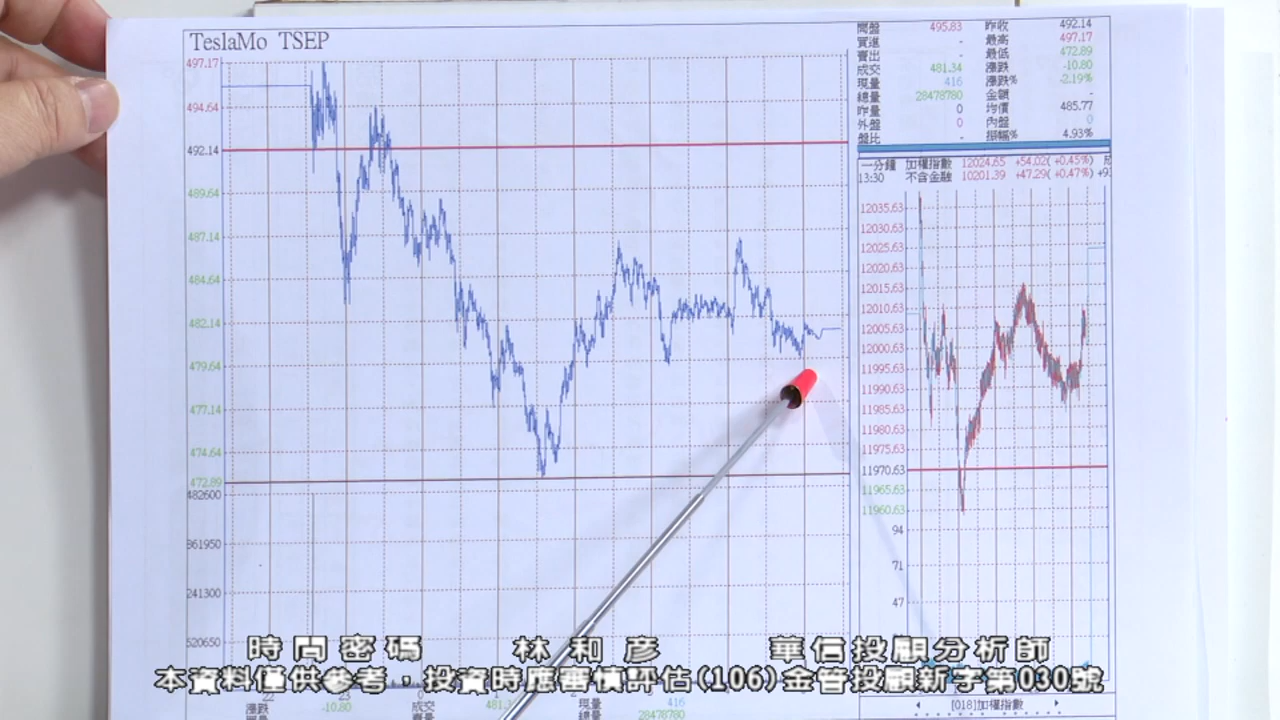 TeslaMo TSEP
497.17
494.64
492.14
489.64
487.14
484.64
482.14
479.64
477.14
474.64
472.89
482600
361950
241300
開盤 495.83 昨收 492.14
買進 - 最高 497.17
賣出 - 最低 472.89
成交 481.34 漲跌 -10.80
現量 416 漲跌% -2.19%
總量 28478780 金額 -
昨量 0 均價 485.77
外盤 0 內盤 0
盤比 - 振幅% 4.93%
一分鐘 加權指數 12024.65 +54.02( +0.45%)
13:30 不含金融 10201.39 +47.29( +0.47%)
12035.63
12030.63
12025.63
12020.63
12015.63
12010.63
12005.63
12000.63
11995.63
11990.63
11985.63
11980.63
11975.63
11970.63
11965.63
11960.63
94
71
47
時間密碼 林和彥 華信投顧分析師
本資料僅供參考，投資時應審慎評估(106)金管投顧新字第030號
漲跌 -10.80 成交 481.3 現量 416
總量 28478780
[018]加權指數